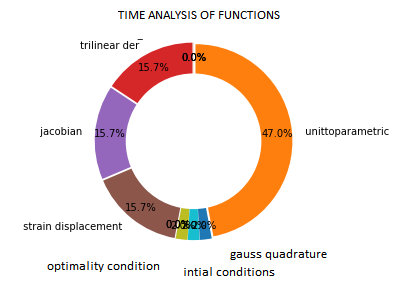 TIME ANALYSIS OF FUNCTIONS
trilinear der_
0.0%
15.7%
jacobian
15.7%
47.0%
unittoparametric
15.7%
strain displacement
gauss quadrature
optimality condition
intial conditions